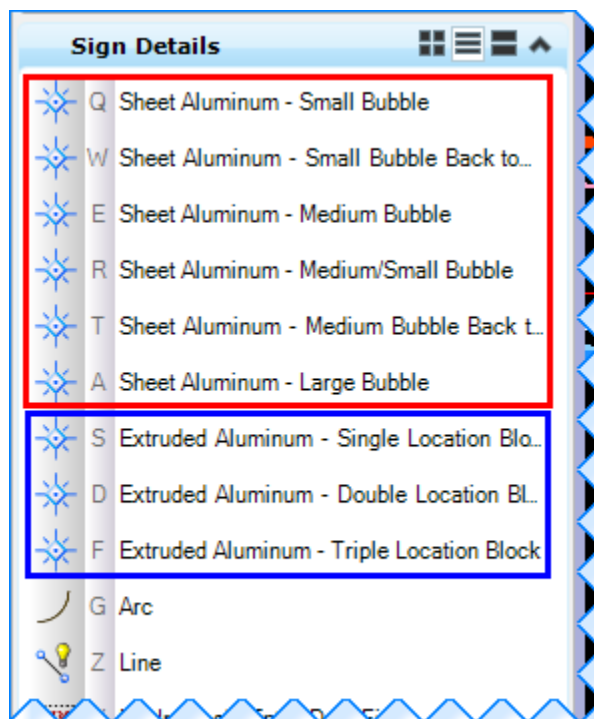 Sign Details
Q Sheet Aluminum - Small Bubble
W Sheet Aluminum - Small Bubble Back to...
E Sheet Aluminum - Medium Bubble
R Sheet Aluminum - Medium/Small Bubble
T Sheet Aluminum - Medium Bubble Back t...
A Sheet Aluminum - Large Bubble
S Extruded Aluminum - Single Location Blo...
D Extruded Aluminum - Double Location Bl...
F Extruded Aluminum - Triple Location Block
G Arc
Z Line